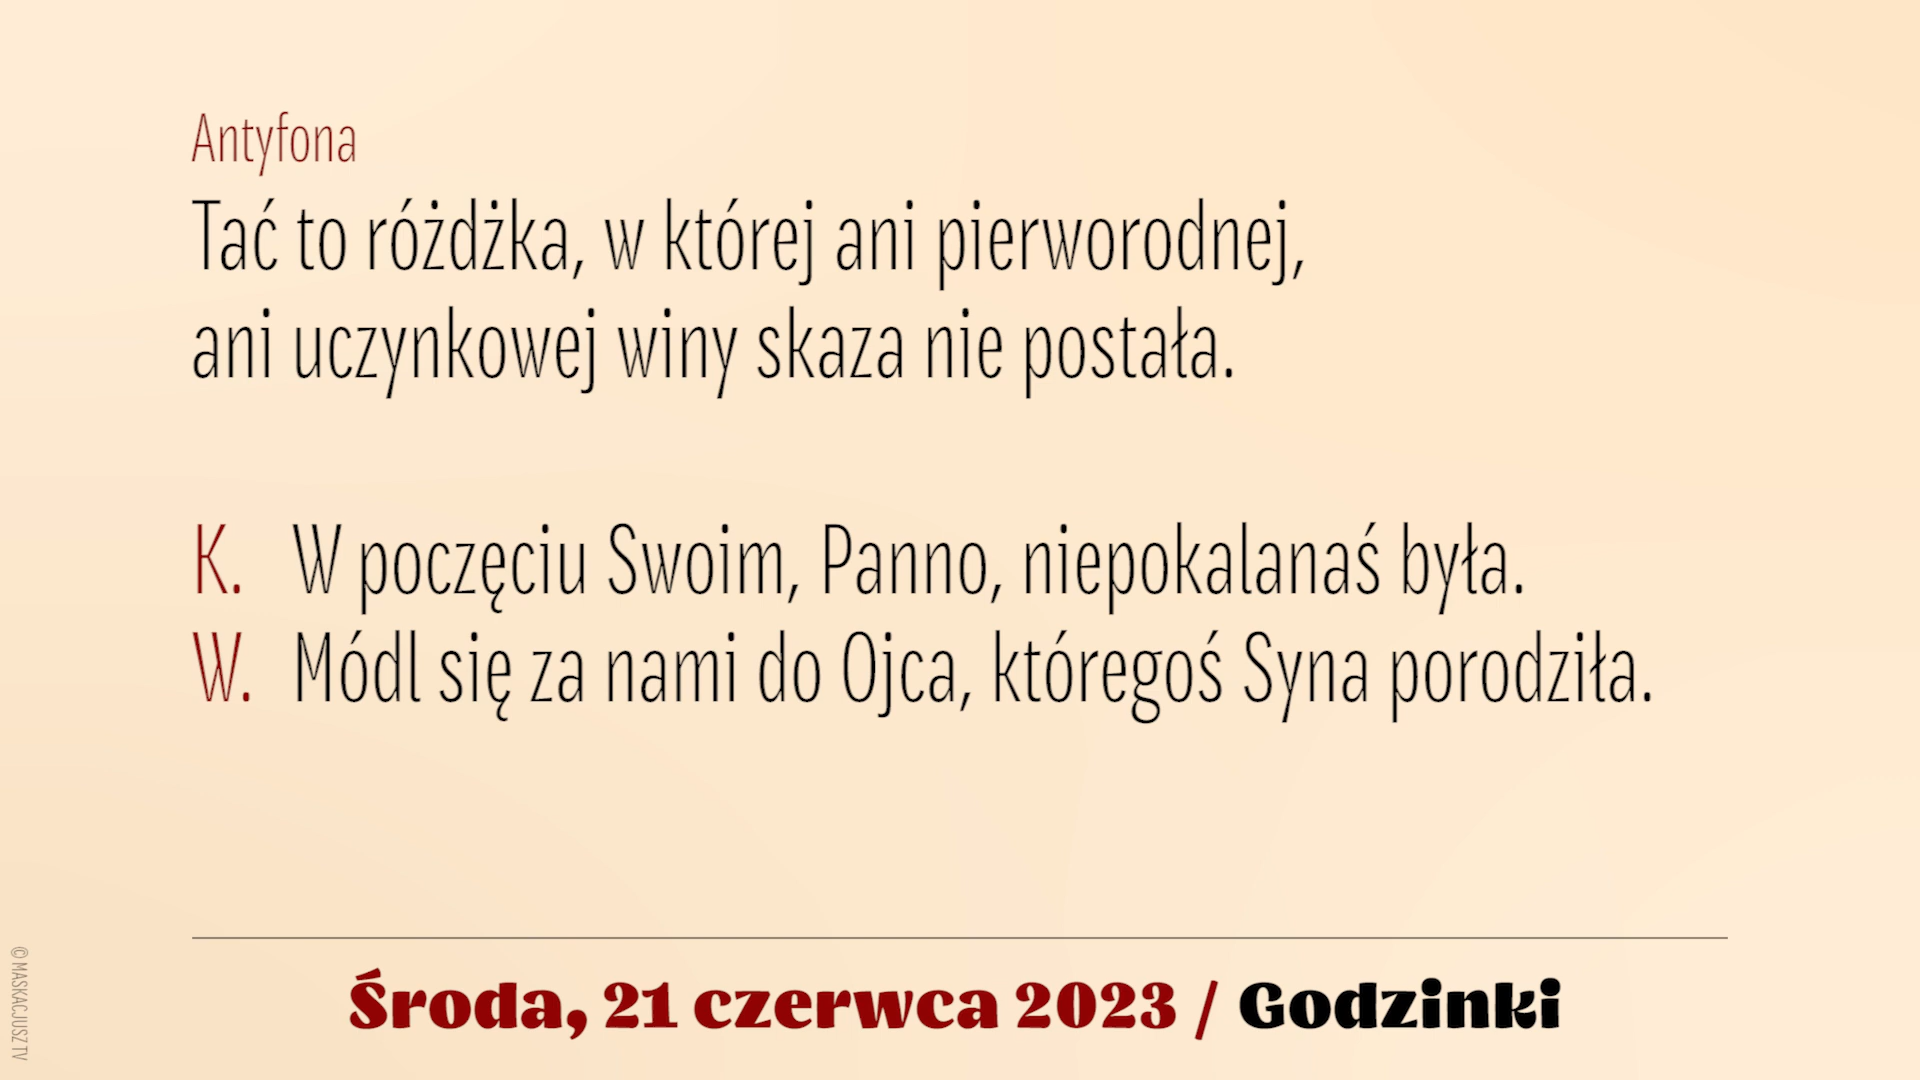 Antyfona
Tać to różdżka, w której ani pierworodnej,
ani uczynkowej winy skaza nie postała.
K. W poczęciu Swoim, Panno, niepokalanaś była.
W. Módl się za nami do Ojca, któregoś Syna porodziła.
Środa, 21 czerwca 2023 / Godzinki
© MASKACJUSZ TV